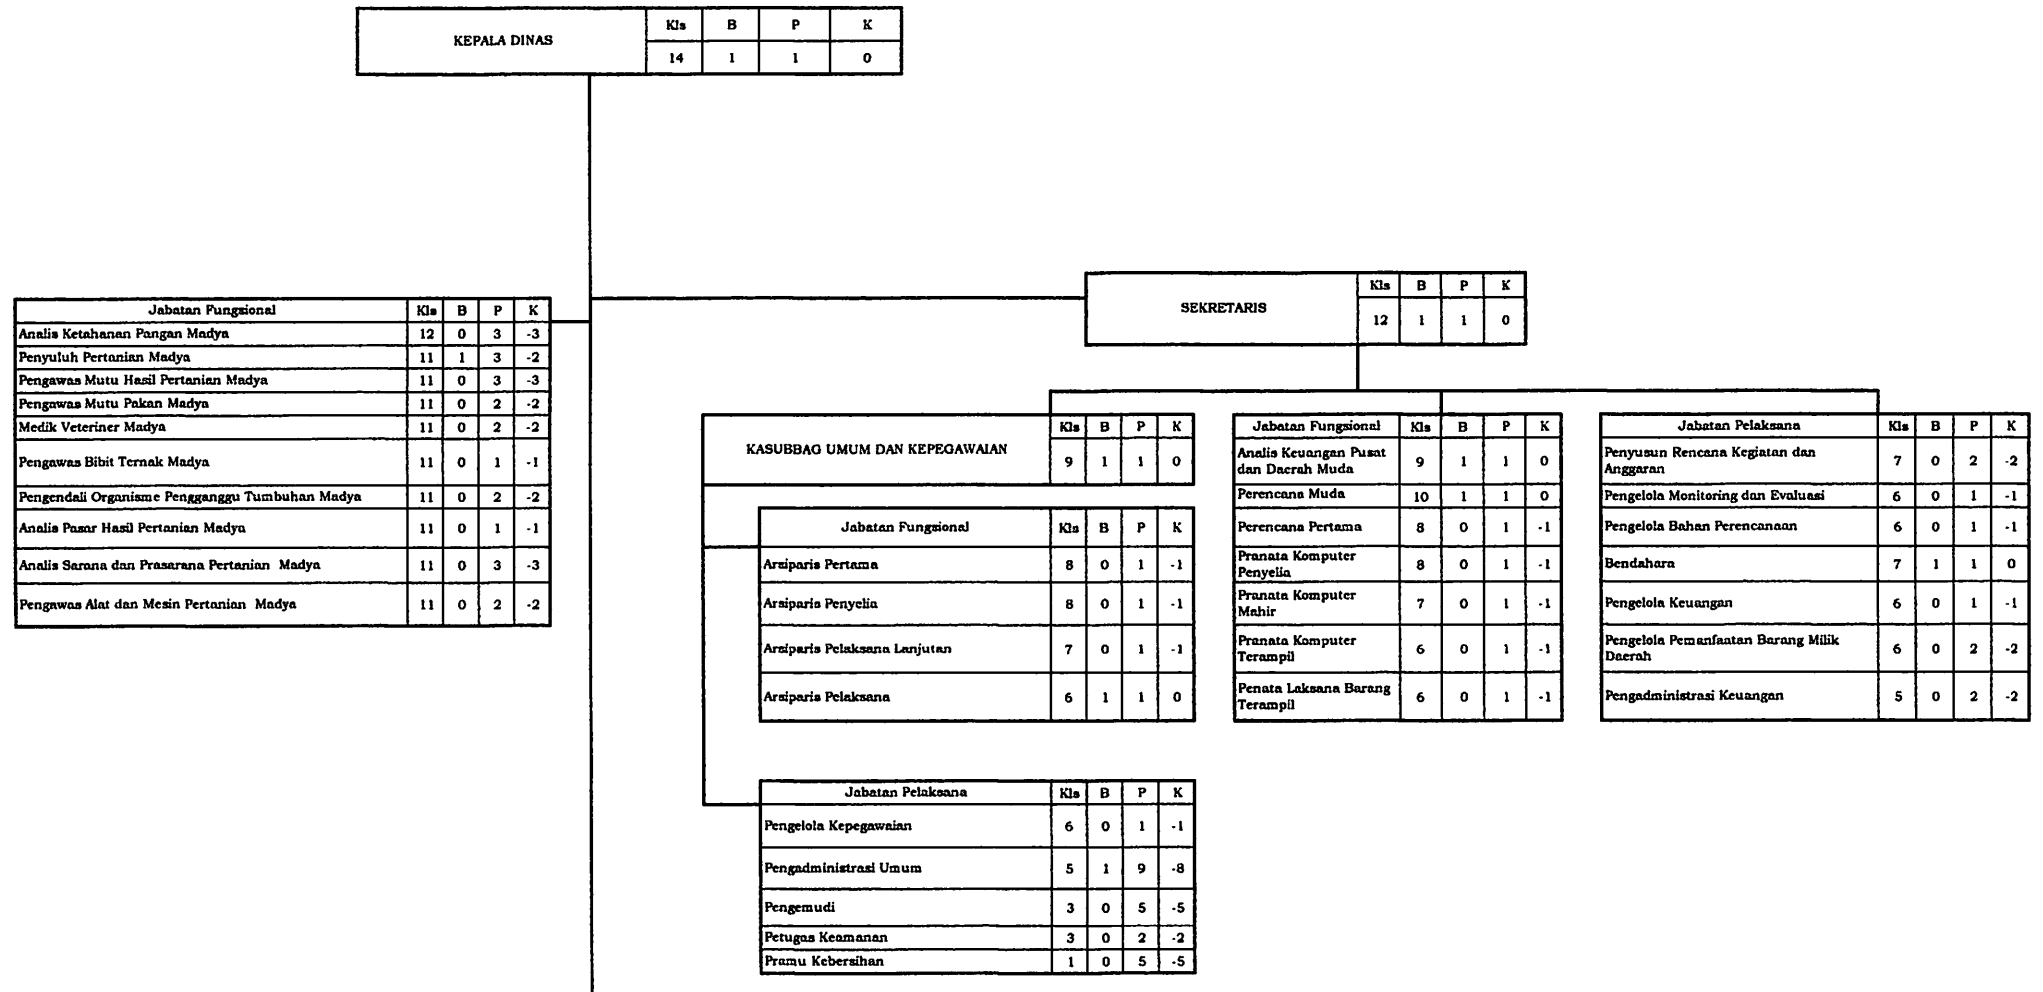 KEPALA DINAS Kls B P K
14 1 1 0
SEKRETARIS Kls B P K
12 1 1 0
Jabatan Fungsional Kls B P K
Analis Ketahanan Pangan Madya 12 0 3 -3
Penyuluh Pertanian Madya 11 1 3 -2
Pengawas Mutu Hasil Pertanian Madya 11 0 3 -3
Pengawas Mutu Pakan Madya 11 0 2 -2
Medik Veteriner Madya 11 0 2 -2
Pengawas Bibit Ternak Madya 11 0 1 -1
Pengendali Organisme Pengganggu Tumbuhan Madya 11 0 2 -2
Analis Pasar Hasil Pertanian Madya 11 0 1 -1
Analis Sarana dan Prasarana Pertanian Madya 11 0 3 -3
Pengawas Alat dan Mesin Pertanian Madya 11 0 2 -2
KASUBBAG UMUM DAN KEPEGAWAIAN Kls B P K
9 1 1 0
Jabatan Fungsional Kls B P K
Arsiparis Pertama 8 0 1 -1
Arsiparis Penyelia 8 0 1 -1
Arsiparis Pelaksana Lanjutan 7 0 1 -1
Arsiparis Pelaksana 6 1 1 0
Jabatan Pelaksana Kls B P K
Pengelola Kepegawaian 6 0 1 -1
Pengadministrasi Umum 5 1 9 -8
Pengemudi 3 0 5 -5
Petugas Keamanan 3 0 2 -2
Pramu Kebersihan 1 0 5 -5
Jabatan Fungsional Kls B P K
Analis Keuangan Pusat
dan Daerah Muda 9 1 1 0
Perencana Muda 10 1 1 0
Perencana Pertama 8 0 1 -1
Pranata Komputer
Penyelia 8 0 1 -1
Pranata Komputer
Mahir 7 0 1 -1
Pranata Komputer
Terampil 6 0 1 -1
Penata Laksana Barang
Terampil 6 0 1 -1
Jabatan Pelaksana Kls B P K
Penyusun Rencana Kegiatan dan
Anggaran 7 0 2 -2
Pengelola Monitoring dan Evaluasi 6 0 1 -1
Pengelola Bahan Perencanaan 6 0 1 -1
Bendahara 7 1 1 0
Pengelola Keuangan 6 0 1 -1
Pengelola Pemanfaatan Barang Milik
Daerah 6 0 2 -2
Pengadministrasi Keuangan 5 0 2 -2